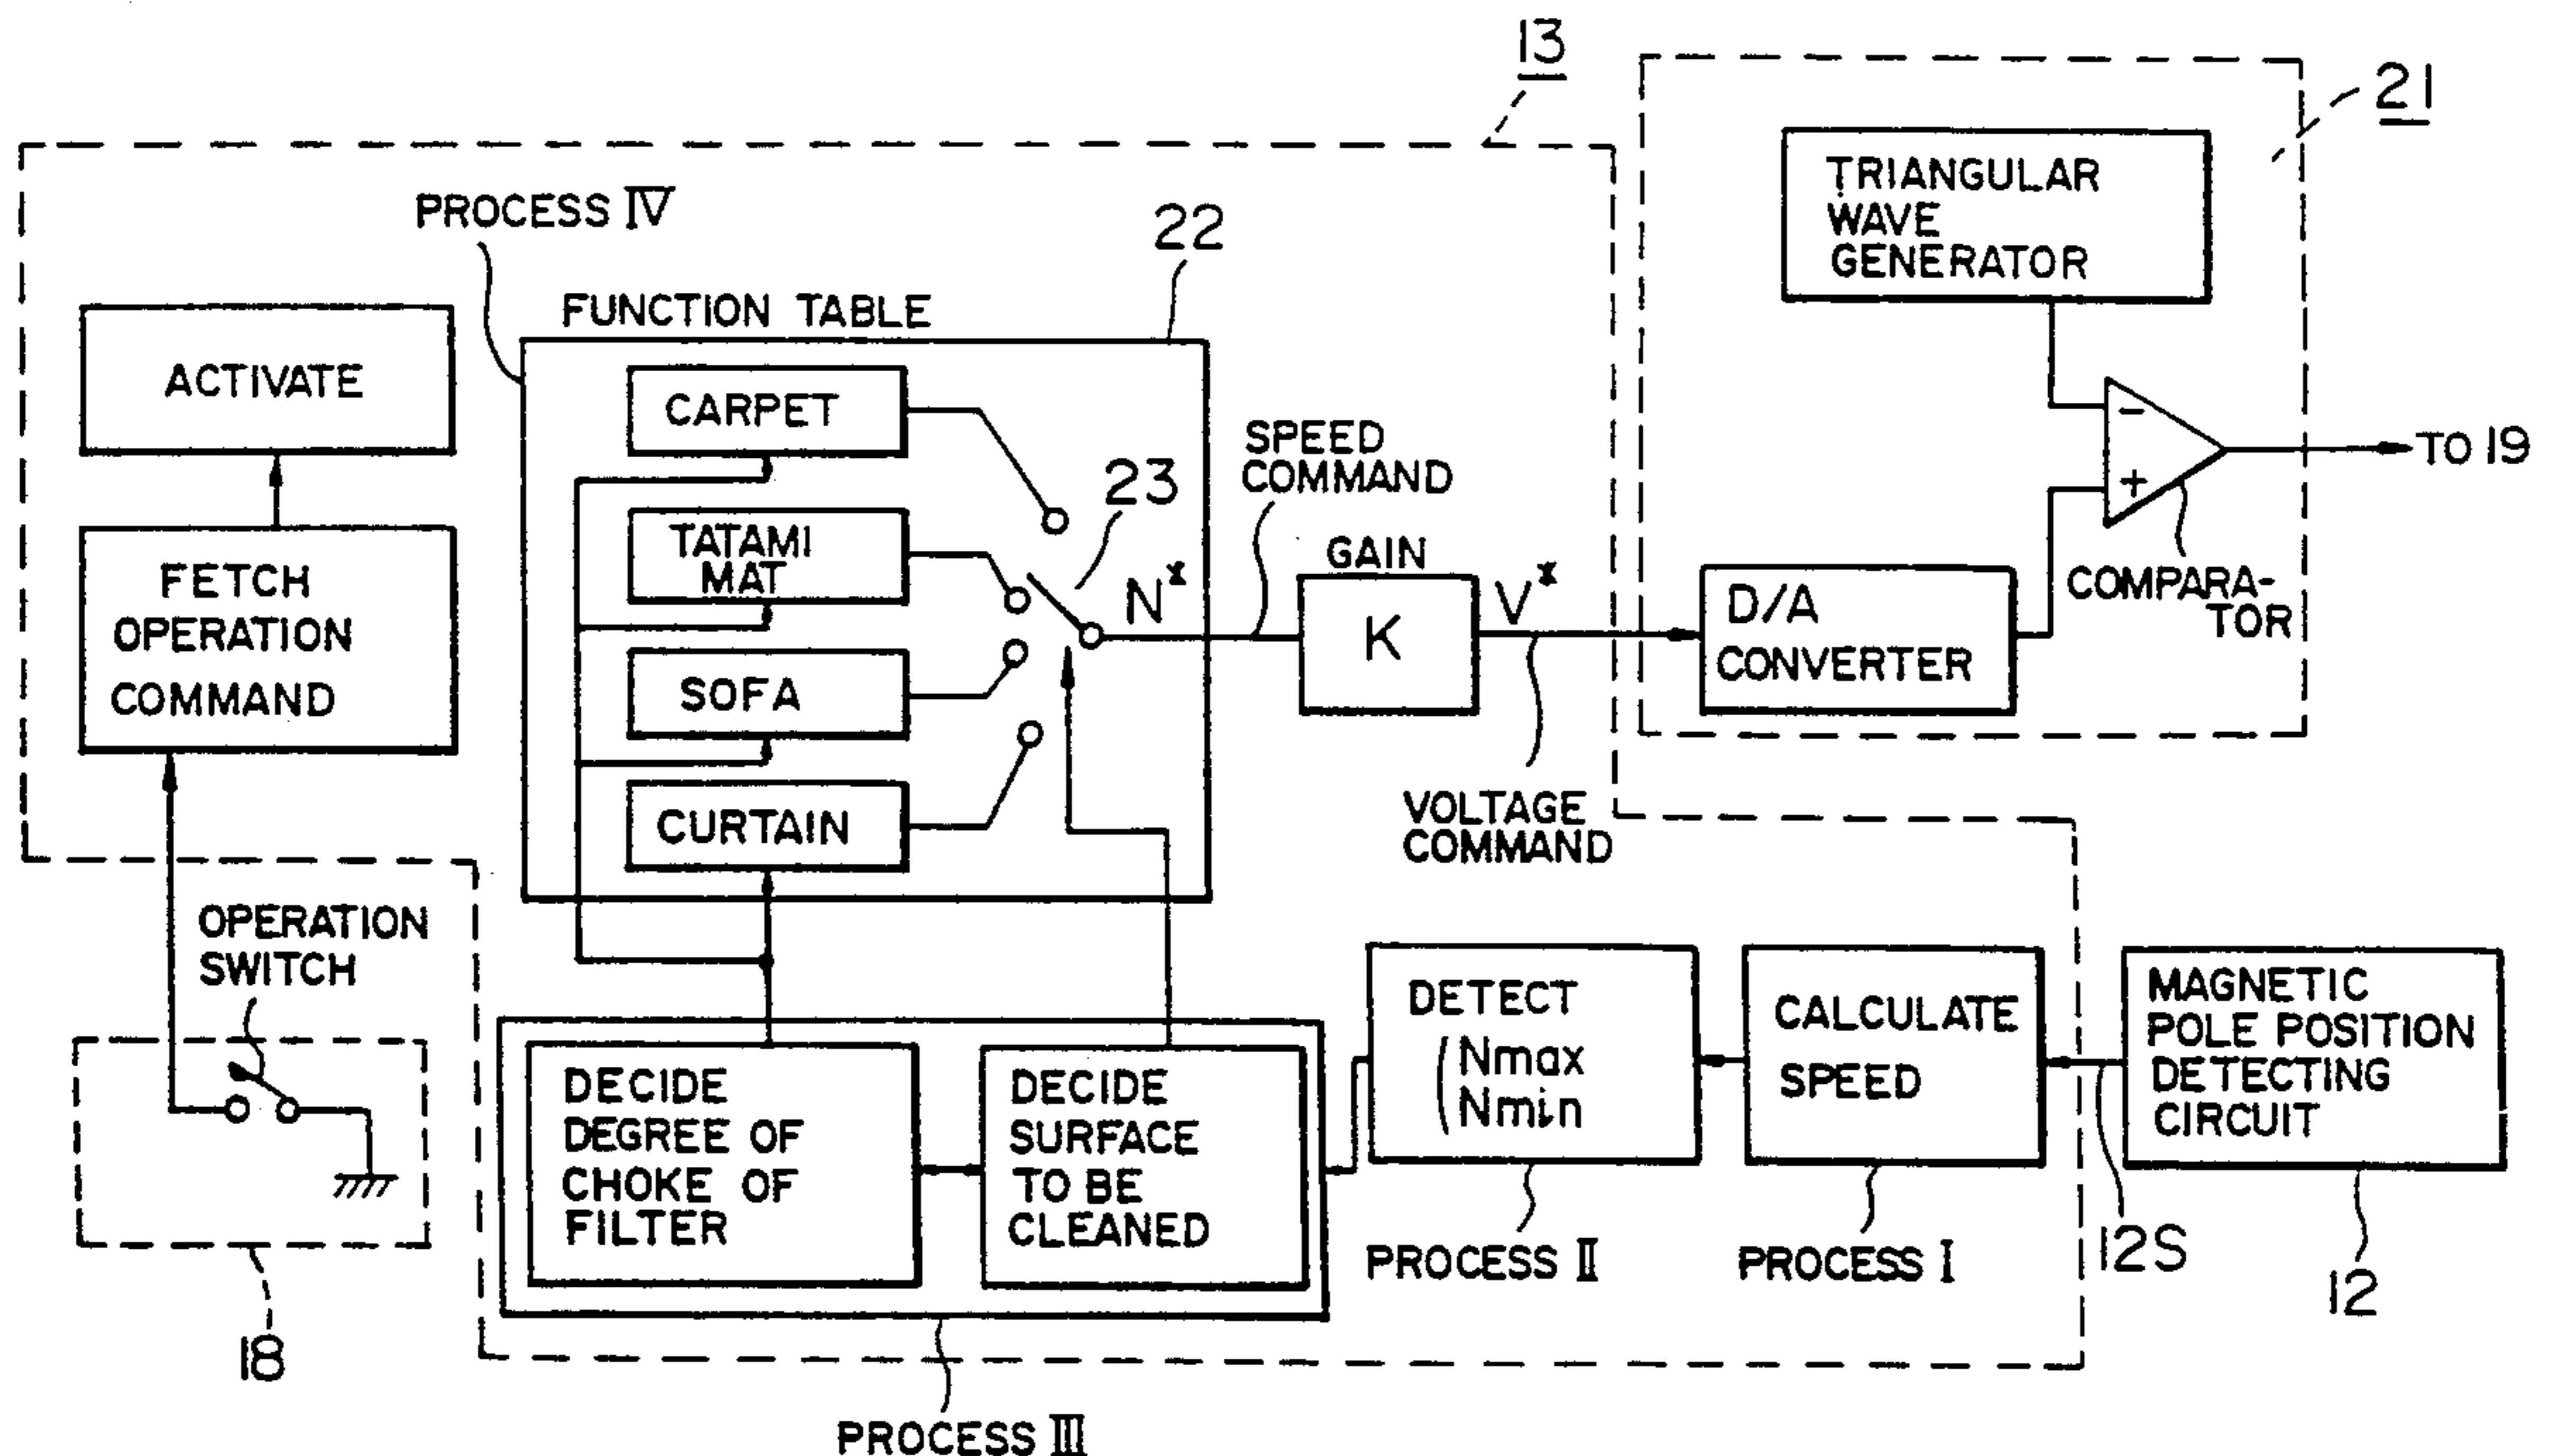 13
21
TRIANGULAR
WAVE
GENERATOR
PROCESS IV
22
FUNCTION TABLE
ACTIVATE
CARPET
SPEED
COMMAND
23
TO 19
-
+
TATAMI
MAT
N*
GAIN
K
V*
D/A
CONVERTER
COMPARA-
TOR
FETCH
OPERATION
COMMAND
SOFA
CURTAIN
VOLTAGE
COMMAND
OPERATION
SWITCH
DECIDE
DEGREE OF
CHOKE OF
FILTER
DECIDE
SURFACE
TO BE
CLEANED
DETECT
(Nmax
Nmin
CALCULATE
SPEED
MAGNETIC
POLE POSITION
DETECTING
CIRCUIT
PROCESS II
PROCESS I
12S
12
18
PROCESS III